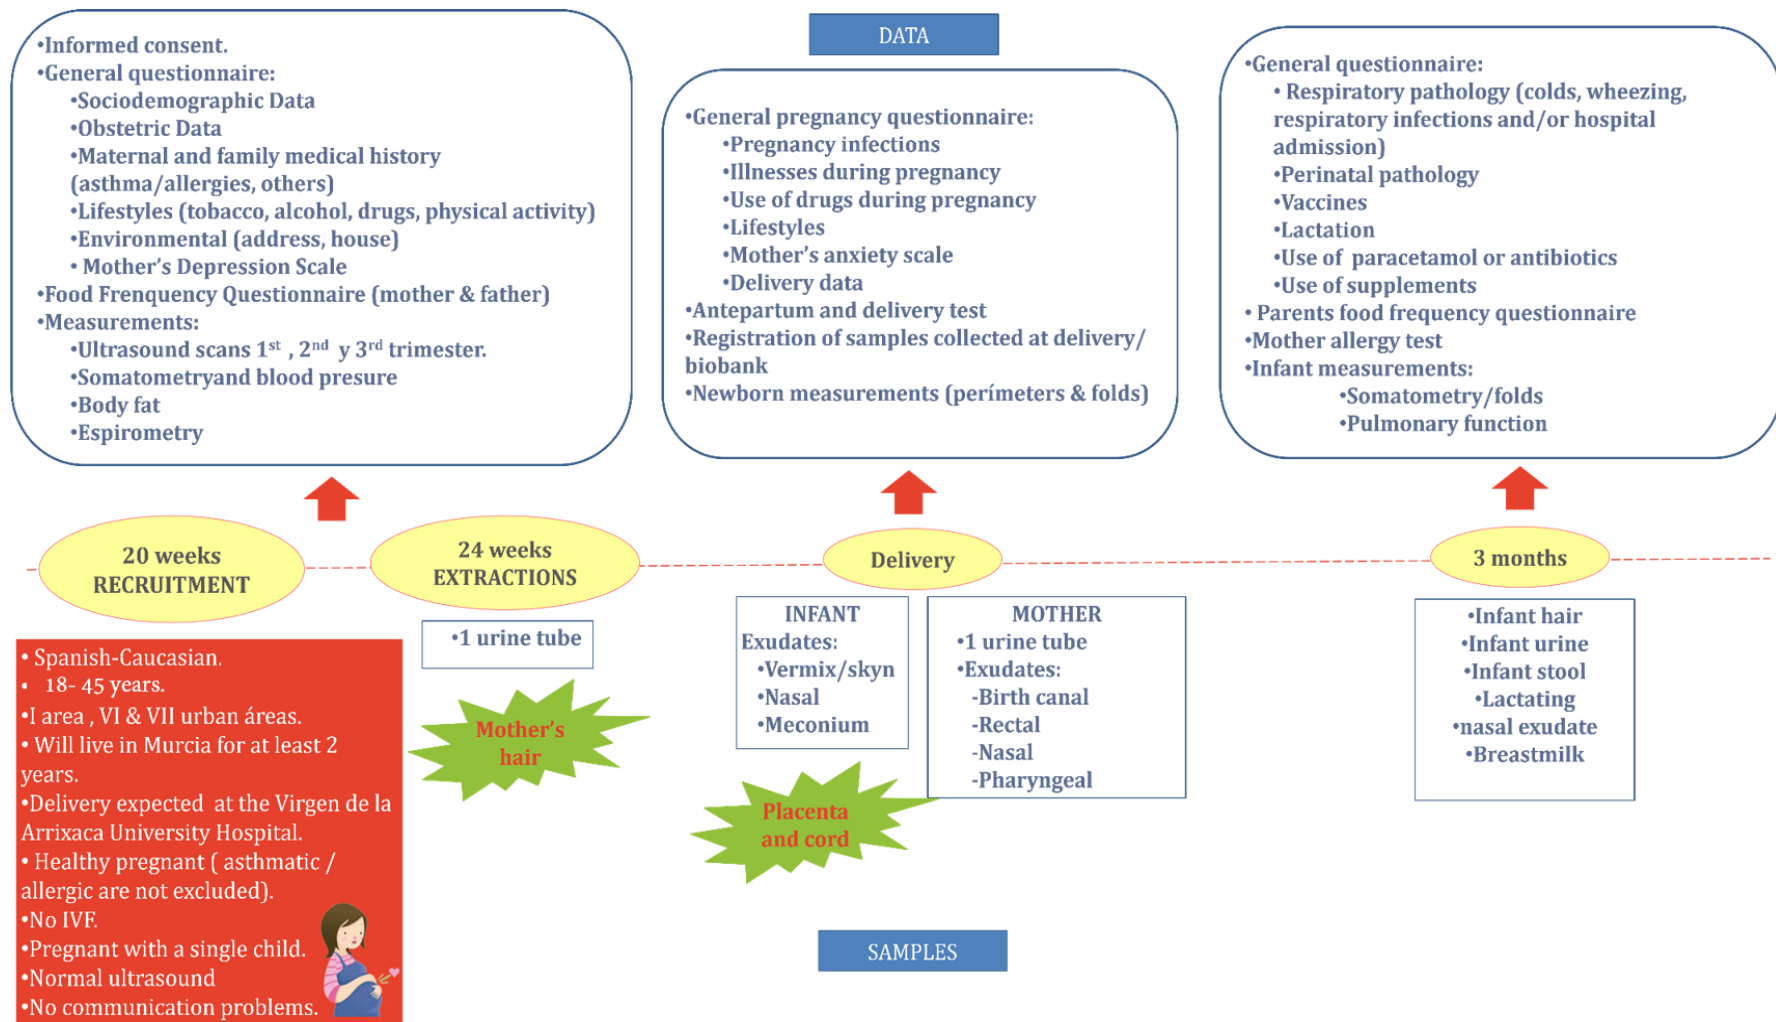 •Informed consent.
•General questionnaire:
•Sociodemographic Data
•Obstetric Data
•Maternal and family medical history
(asthma/allergies, others)
•Lifestyles (tobacco, alcohol, drugs, physical activity)
•Environmental (address, house)
• Mother's Depression Scale
•Food Frenquency Questionnaire (mother & father)
•Measurements:
•Ultrasound scans 1st , 2nd y 3rd trimester.
•Somatometryand blood presure
•Body fat
•Espirometry
DATA
•General pregnancy questionnaire:
•Pregnancy infections
•Illnesses during pregnancy
•Use of drugs during pregnancy
•Lifestyles
•Mother's anxiety scale
•Delivery data
•Antepartum and delivery test
•Registration of samples collected at delivery/
biobank
•Newborn measurements (perímeters & folds)
•General questionnaire:
• Respiratory pathology (colds, wheezing,
respiratory infections and/or hospital
admission)
•Perinatal pathology
•Vaccines
•Lactation
•Use of paracetamol or antibiotics
•Use of supplements
• Parents food frequency questionnaire
•Mother allergy test
•Infant measurements:
•Somatometry/folds
•Pulmonary function
20 weeks
RECRUITMENT
24 weeks
EXTRACTIONS
Delivery
3 months
• Spanish-Caucasian.
• 18- 45 years.
•I area , VI & VII urban áreas.
• Will live in Murcia for at least 2
years.
•Delivery expected at the Virgen de la
Arrixaca University Hospital.
• Healthy pregnant ( asthmatic /
allergic are not excluded).
•No IVF.
•Pregnant with a single child.
•Normal ultrasound
•No communication problems.
•1 urine tube
Mother's
hair
INFANT
Exudates:
•Vermix/skyn
•Nasal
•Meconium
Placenta
and cord
MOTHER
•1 urine tube
•Exudates:
-Birth canal
-Rectal
-Nasal
-Pharyngeal
•Infant hair
•Infant urine
•Infant stool
•Lactating
•nasal exudate
•Breastmilk
SAMPLES